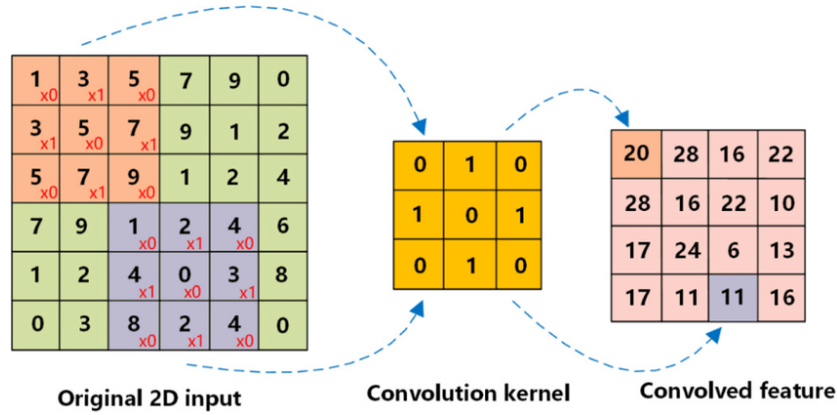 1 x0 3 x1 5 x0 7 9 0
3 x1 5 x0 7 x1 9 1 2
5 x0 7 x1 9 x0 1 2 4
7 9 1 x0 2 x1 4 x0 6
1 2 4 x1 0 x0 3 x1 8
0 3 8 x0 2 x1 4 x0 0
Original 2D input
0 1 0
1 0 1
0 1 0
Convolution kernel
20 28 16 22
28 16 22 10
17 24 6 13
17 11 11 16
Convolved feature